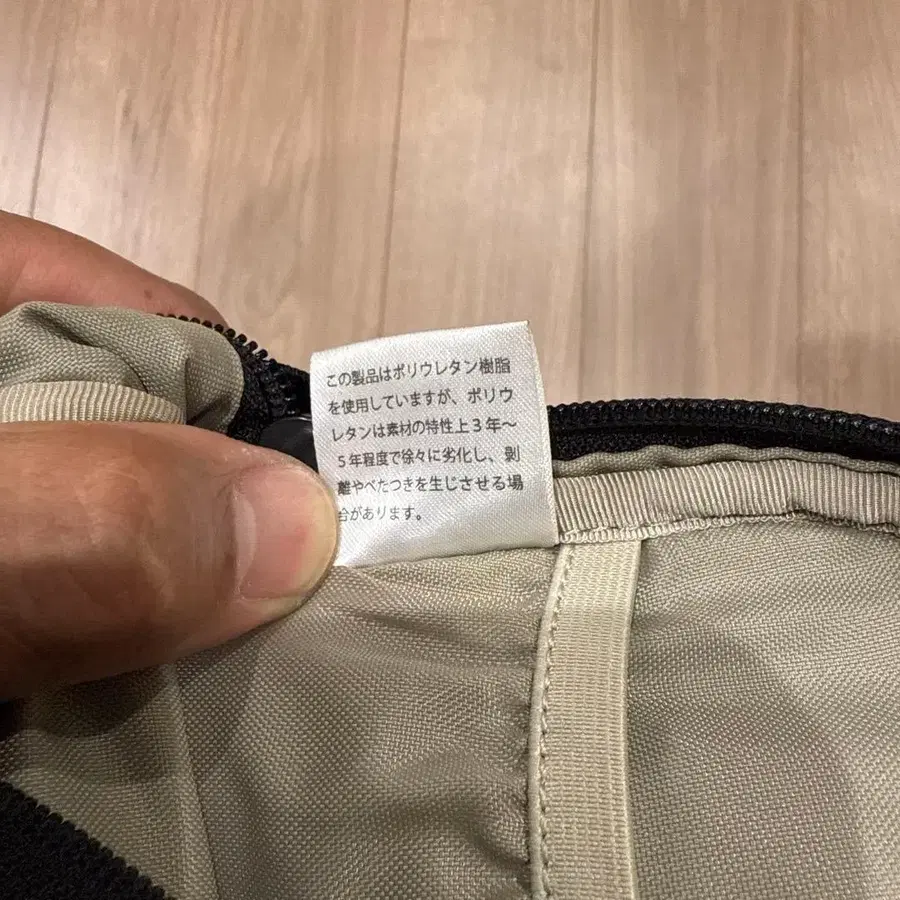 この製品はポリウレタン樹脂
を使用していますが、ポリウ
レタンは素材の特性上３年～
５年程度で徐々に劣化し、剝
離やべたつきを生じさせる場
合があります。